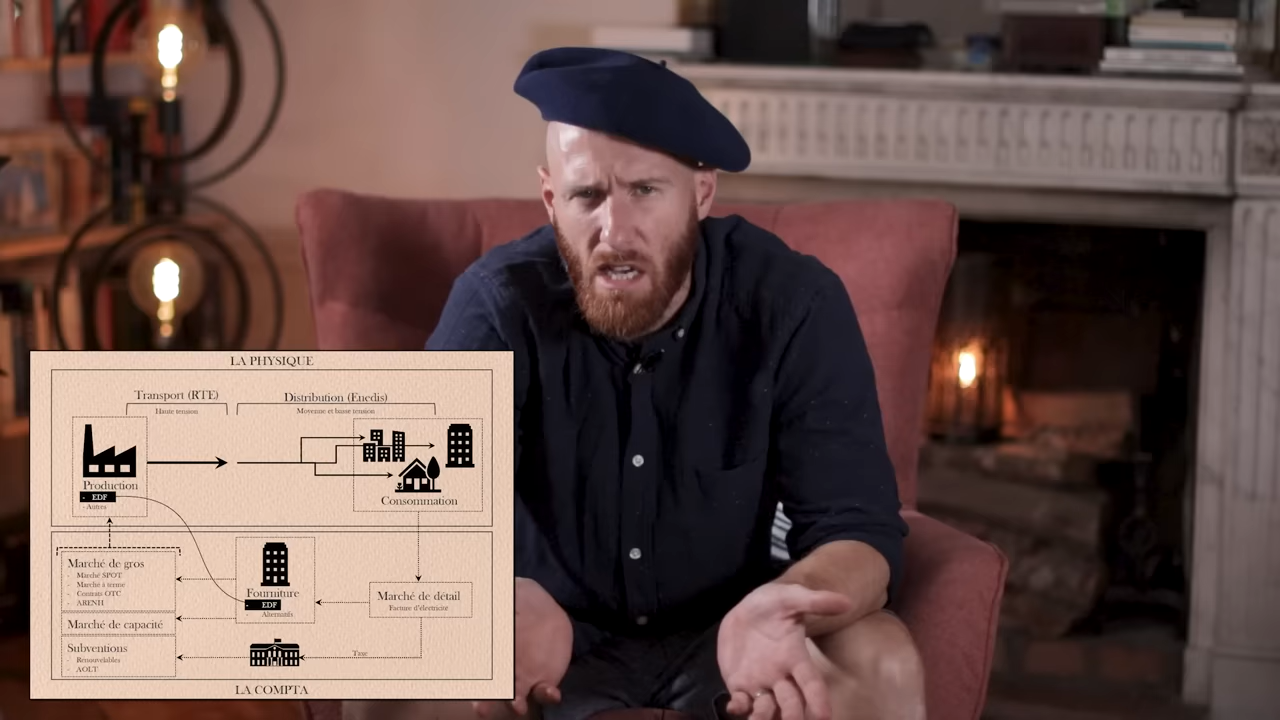 LA PHYSIQUE
Transport (RTE)
Haute tension
Distribution (Enedis)
Moyenne et basse tension
Production
- EDF
- Autres
Consommation
Marché de gros
- Marché SPOT
- Marché à terme
- Contrats OTC
- ARENH
Marché de capacité
Subventions
- Renouvelables
- AOLT
Fourniture
- EDF
- Alternatifs
Marché de détail
Facture d'électricité
Taxe
LA COMPTA